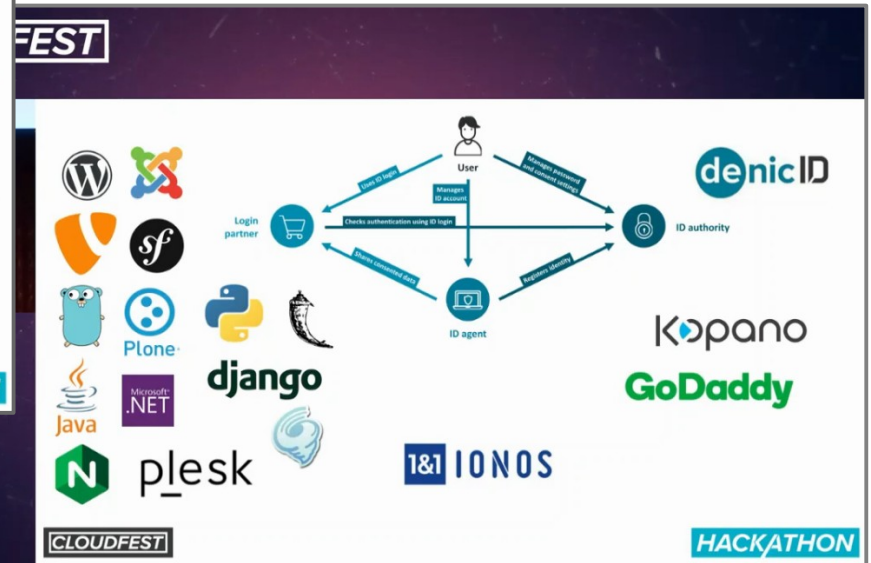 FEST
denicID
User
Uses ID login
Manages password
and consent settings
Manages
ID account
Login
partner
Checks authentication using ID login
ID authority
Shares consented data
Registers identity
ID agent
sf
Plone
Java
Microsoft
.NET
django
Kopano
GoDaddy
N
plesk
1&1 IONOS
CLOUDFEST
HACKATHON